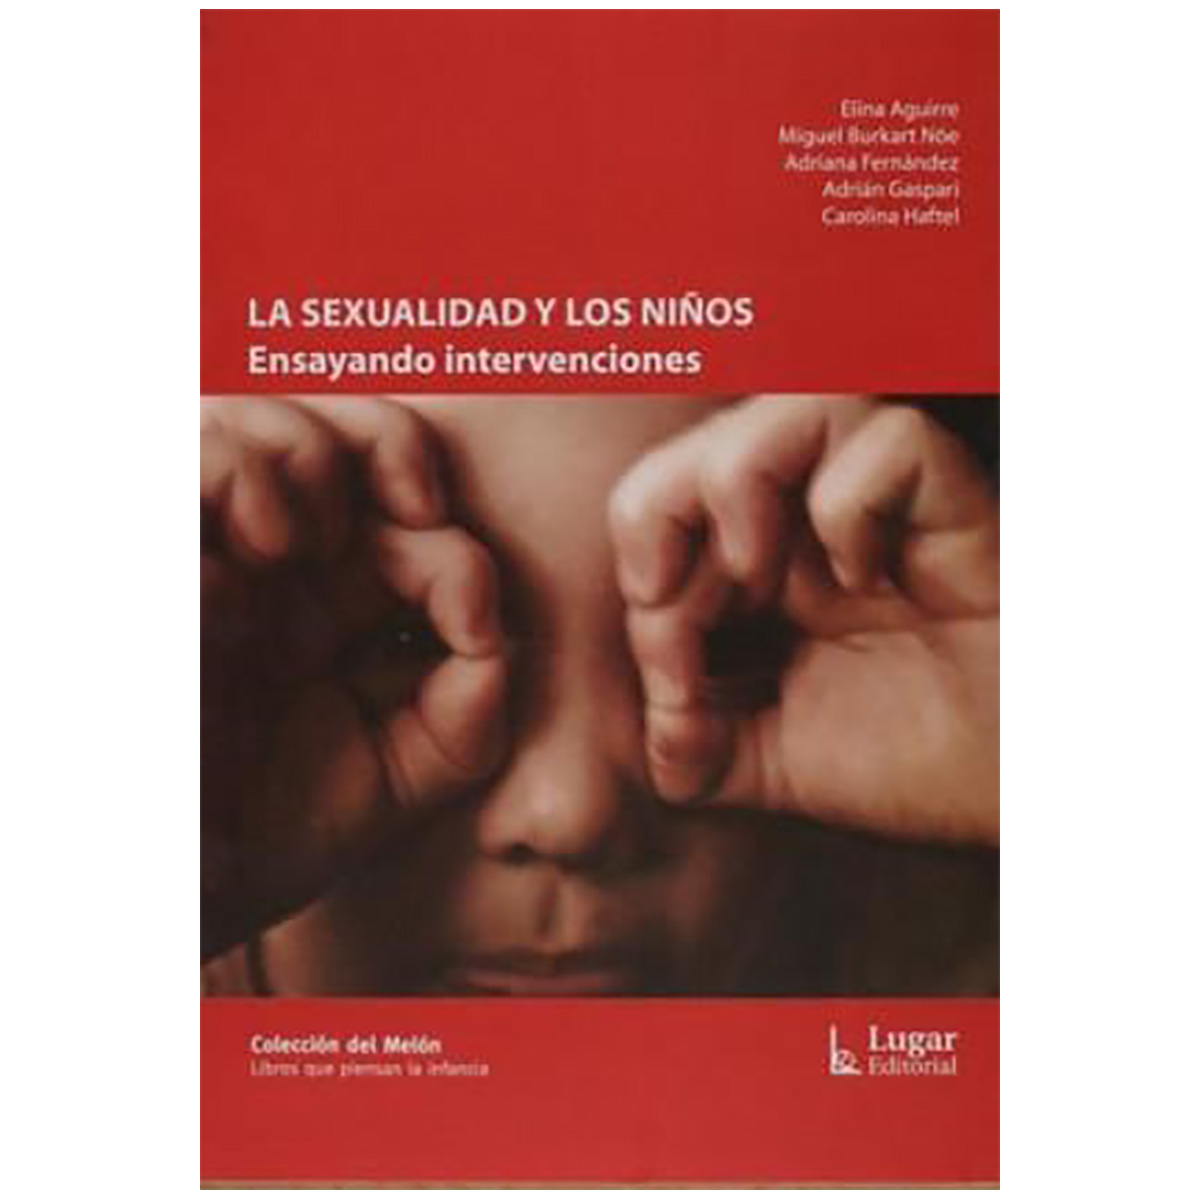 Elina Aguirre
Miguel Burkart Nöe
Adriana Fernández
Adrián Gaspari
Carolina Haftel
LA SEXUALIDAD Y LOS NIÑOS
Ensayando intervenciones
Colección del Melón
Libros que piensan la infancia
Lugar
Editorial